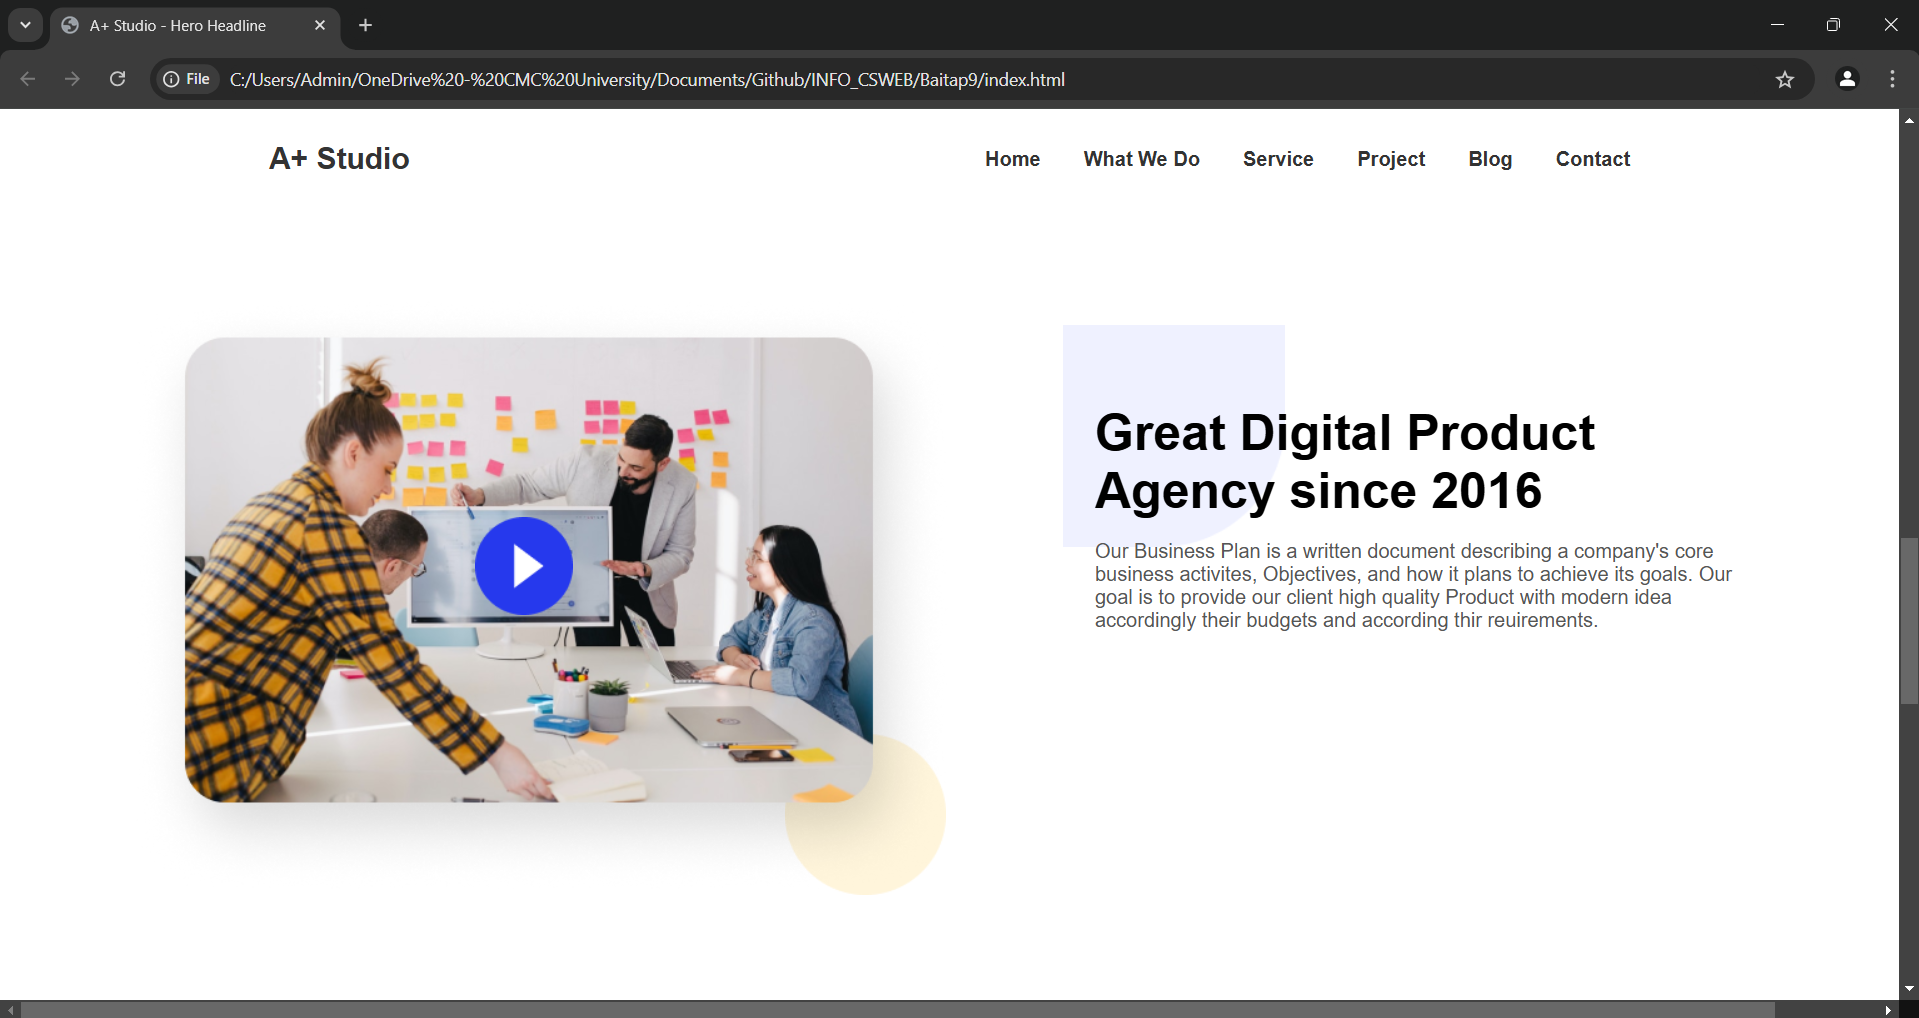 A+ Studio - Hero Headline
File
C:/Users/Admin/OneDrive%20-%20CMC%20University/Documents/Github/INFO_CSWEB/Baitap9/index.html
A+ Studio
Home What We Do Service Project Blog Contact
Great Digital Product
Agency since 2016
Our Business Plan is a written document describing a company's core
business activites, Objectives, and how it plans to achieve its goals. Our
goal is to provide our client high quality Product with modern idea
accordingly their budgets and according thir reuirements.